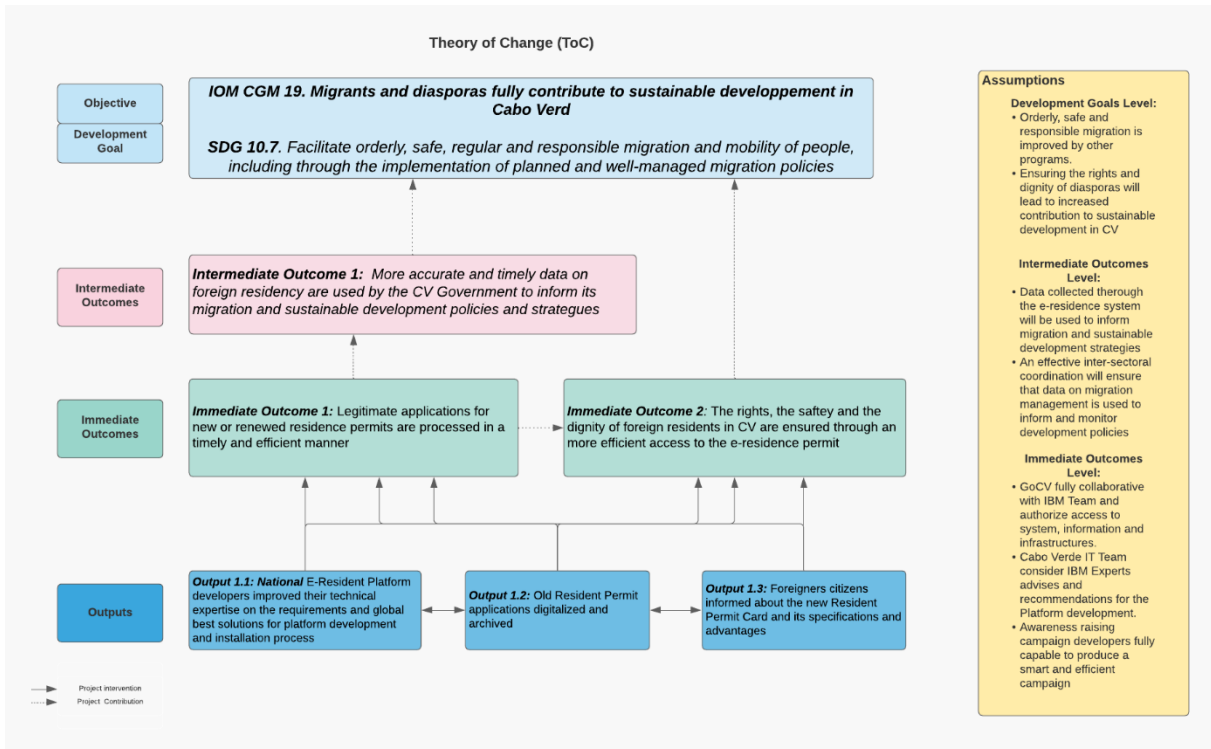 Theory of Change (ToC)
Objective
Development
Goal
IOM CGM 19. Migrants and diasporas fully contribute to sustainable developpement in
Cabo Verd
SDG 10.7. Facilitate orderly, safe, regular and responsible migration and mobility of people,
including through the implementation of planned and well-managed migration policies
Intermediate
Outcomes
Intermediate Outcome 1: More accurate and timely data on
foreign residency are used by the CV Government to inform its
migration and sustainable development policies and strategues
Immediate
Outcomes
Immediate Outcome 1: Legitimate applications for
new or renewed residence permits are processed in a
timely and efficient manner
Immediate Outcome 2: The rights, the saftey and the
dignity of foreign residents in CV are ensured through an
more efficient access to the e-residence permit
Outputs
Output 1.1: National E-Resident Platform
developers improved their technical
expertise on the requirements and global
best solutions for platform development
and installation process
Output 1.2: Old Resident Permit
applications digitalized and
archived
Output 1.3: Foreigners citizens
informed about the new Resident
Permit Card and its specifications and
advantages
Project intervention
Project Contribution
Assumptions
Development Goals Level:
• Orderly, safe and
responsible migration is
improved by other
programs.
• Ensuring the rights and
dignity of diasporas will
lead to increased
contribution to sustainable
development in CV
Intermediate Outcomes
Level:
• Data collected therough
the e-residence system
will be used to inform
migration and sustainable
development strategies
• An effective inter-sectoral
coordination will ensure
that data on migration
management is used to
inform and monitor
development policies
Immediate Outcomes
Level:
• GoCV fully collaborative
with IBM Team and
authorize access to
system, information and
infrastructures.
• Cabo Verde IT Team
consider IBM Experts
advises and
recommendations for the
Platform development.
• Awareness raising
campaign developers fully
capable to produce a
smart and efficient
campaign